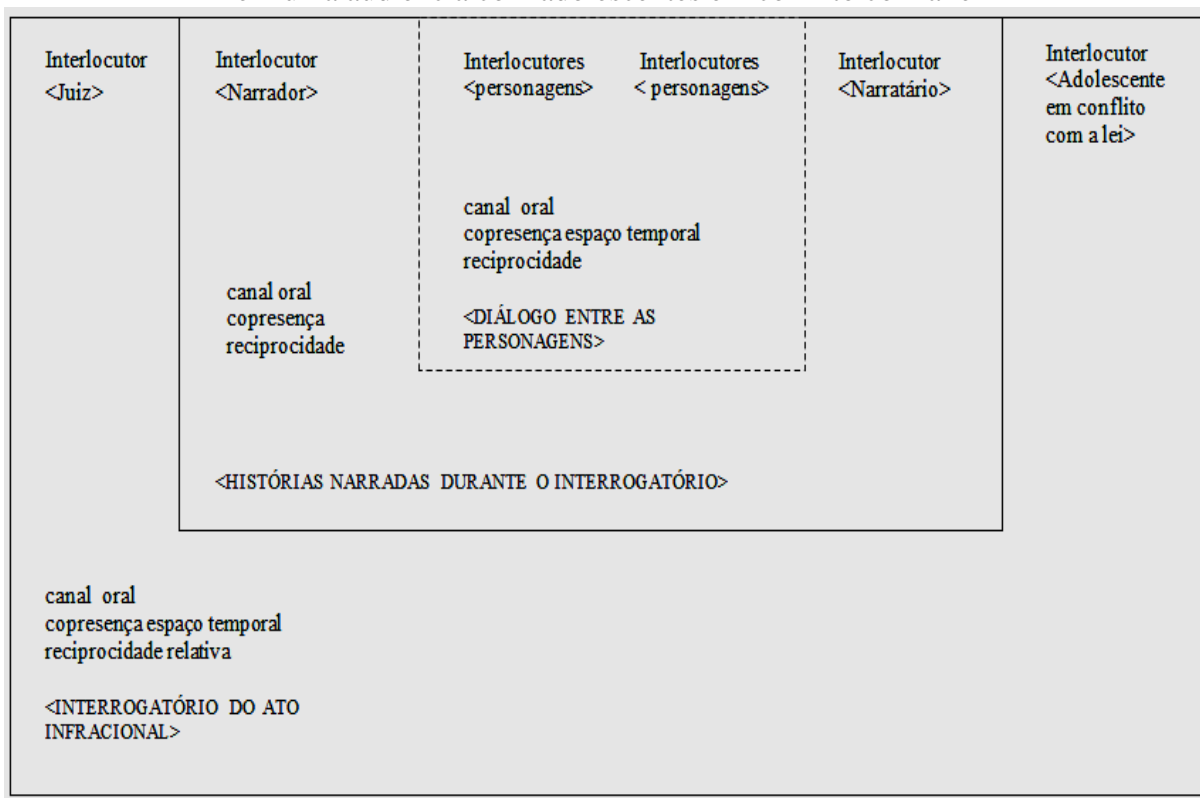 Interlocutor
<Juiz>
Interlocutor
<Narrador>
Interlocutores
<personagens>
Interlocutores
< personagens>
Interlocutor
<Narratário>
Interlocutor
<Adolescente
em conflito
com a lei>
canal oral
copresença espaço temporal
reciprocidade
<DIÁLOGO ENTRE AS
PERSONAGENS>
canal oral
copresença
reciprocidade
<HISTÓRIAS NARRADAS DURANTE O INTERROGATÓRIO>
canal oral
copresença espaço temporal
reciprocidade relativa
<INTERROGATÓRIO DO ATO
INFRACIONAL>